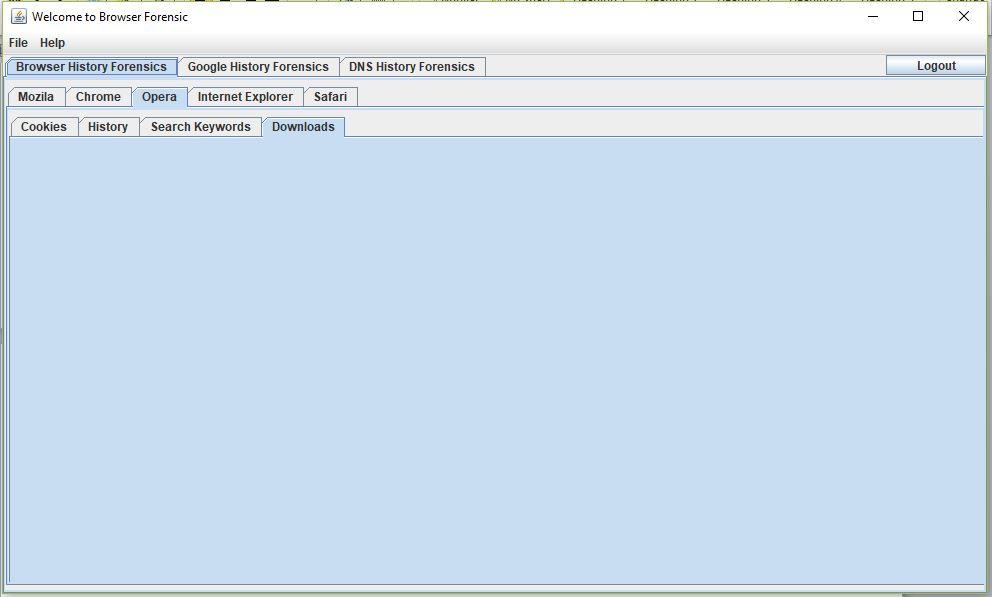 Welcome to Browser Forensic
File Help
Browser History Forensics Google History Forensics DNS History Forensics Logout
Mozila Chrome Opera Internet Explorer Safari
Cookies History Search Keywords Downloads